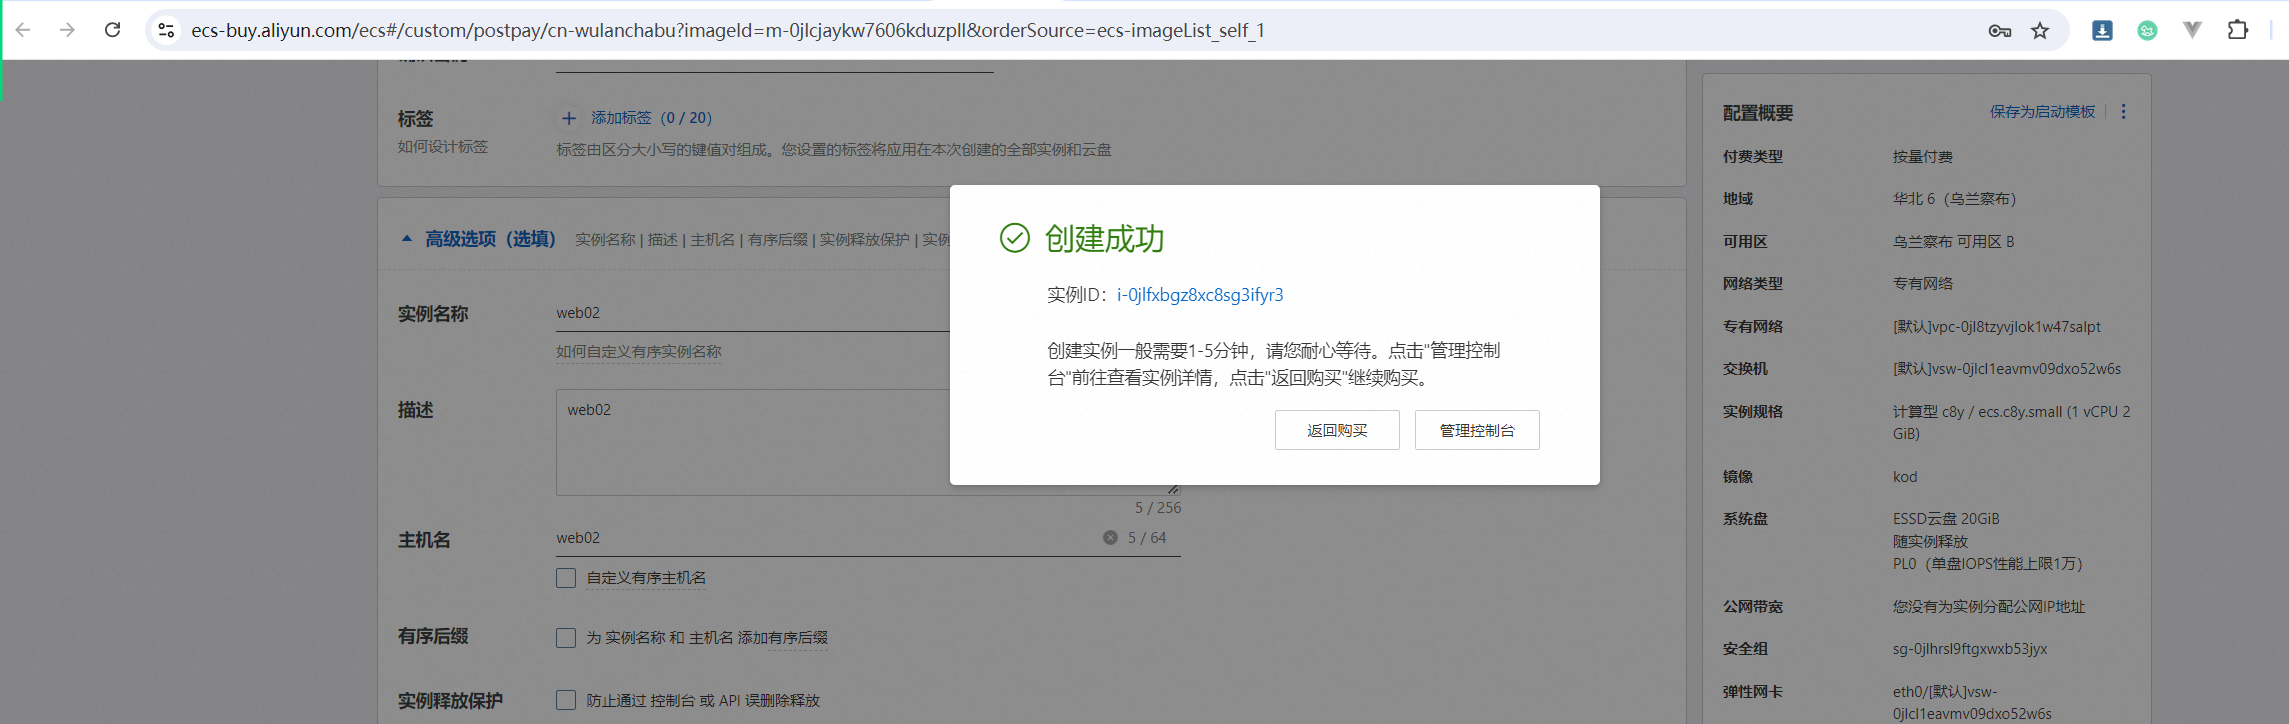 ecs-buy.aliyun.com/ecs#/custom/postpay/cn-wulanchabu?imageId=m-0jlcjaykw7606kduzpll&orderSource=ecs-imageList_self_1
标签
添加标签（0 / 20）
如何设计标签
标签由区分大小写的键值对组成。您设置的标签将应用在本次创建的全部实例和云盘
高级选项（选填） 实例名称 | 描述 | 主机名 | 有序后缀 | 实例释放保护 | 实例
实例名称
web02
如何自定义有序实例名称
描述
web02
5 / 256
主机名
web02
5 / 64
自定义有序主机名
有序后缀
为 实例名称 和 主机名 添加有序后缀
实例释放保护
防止通过 控制台 或 API 误删除释放
创建成功
实例ID：i-0jlfxbgz8xc8sg3ifyr3
创建实例一般需要1-5分钟，请您耐心等待。点击"管理控制
台"前往查看实例详情，点击"返回购买"继续购买。
返回购买
管理控制台
配置概要
保存为启动模板
付费类型
按量付费
地域
华北 6（乌兰察布）
可用区
乌兰察布 可用区 B
网络类型
专有网络
专有网络
[默认]vpc-0jl8tzyvjlok1w47salpt
交换机
[默认]vsw-0jlcl1eavmv09dxo52w6s
实例规格
计算型 c8y / ecs.c8y.small (1 vCPU 2
GiB)
镜像
kod
系统盘
ESSD云盘 20GiB
随实例释放
PL0（单盘IOPS性能上限1万）
公网带宽
您没有为实例分配公网IP地址
安全组
sg-0jlhrsl9ftgxwxb53jyx
弹性网卡
eth0/[默认]vsw-
0jlcl1eavmv09dxo52w6s